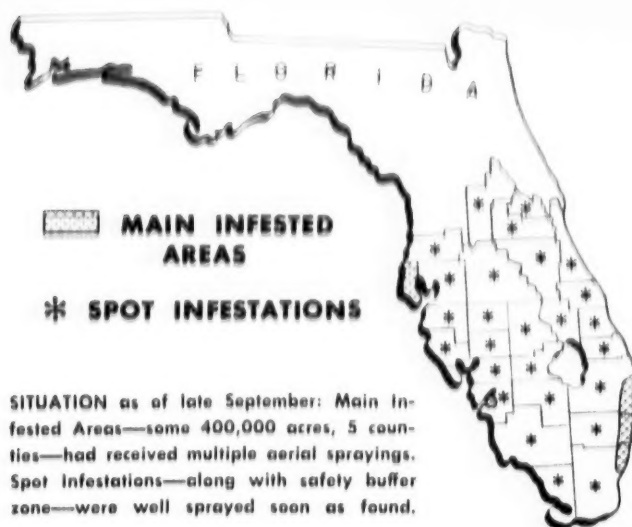 FLORIDA
MAIN INFESTED
AREAS
* SPOT INFESTATIONS
SITUATION as of late September: Main In-
fested Areas—some 400,000 acres, 5 coun-
ties—had received multiple aerial sprayings.
Spot Infestations—along with safety buffer
zone—were well sprayed soon as found.